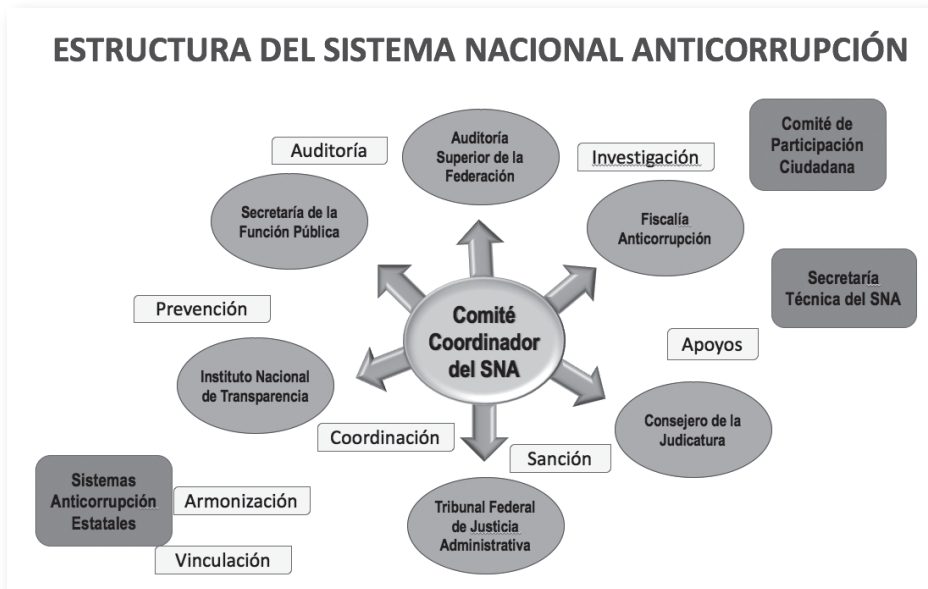 ESTRUCTURA DEL SISTEMA NACIONAL ANTICORRUPCIÓN
Auditoría
Auditoría
Superior de la
Federación
Investigación
Comité de
Participación
Ciudadana
Secretaría de la
Función Pública
Fiscalía
Anticorrupción
Secretaría
Técnica del SNA
Prevención
Comité
Coordinador
del SNA
Apoyos
Instituto Nacional
de Transparencia
Consejero de la
Judicatura
Coordinación
Sanción
Sistemas
Anticorrupción
Estatales
Armonización
Tribunal Federal
de Justicia
Administrativa
Vinculación